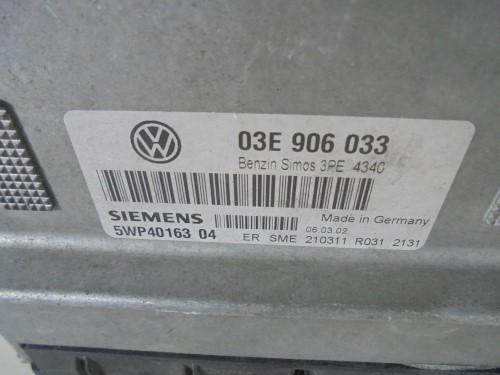 03E 906 033
Benzin Simos 3PE 4340
SIEMENS
Made in Germany
06.03.02
5WP40163 04
ER SME 210311 R031 2131